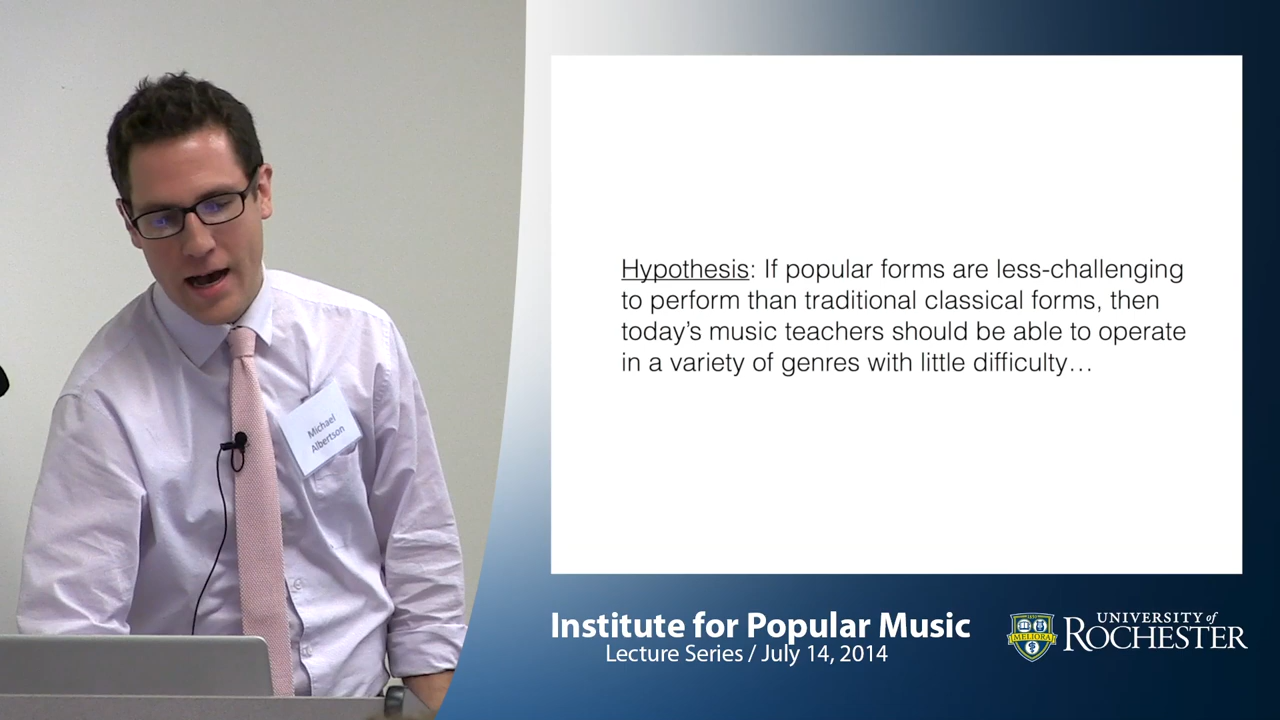 Michael
Albertson
Hypothesis: If popular forms are less-challenging
to perform than traditional classical forms, then
today’s music teachers should be able to operate
in a variety of genres with little difficulty…
Institute for Popular Music
Lecture Series / July 14, 2014
MELIORA
UNIVERSITY of
ROCHESTER